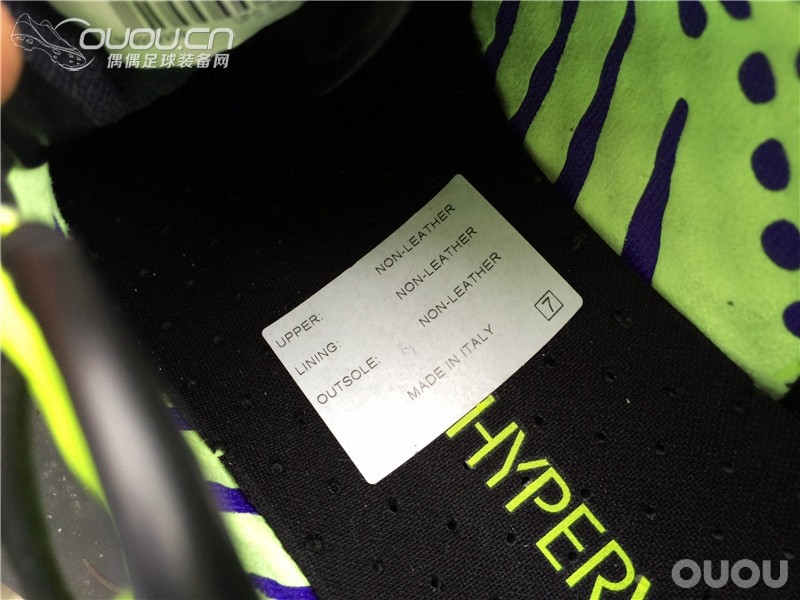 OUOU.CN
偶偶足球装备网
UPPER: NON-LEATHER
LINING: NON-LEATHER
OUTSOLE: NON-LEATHER
MADE IN ITALY 7
HYPER
OUOU